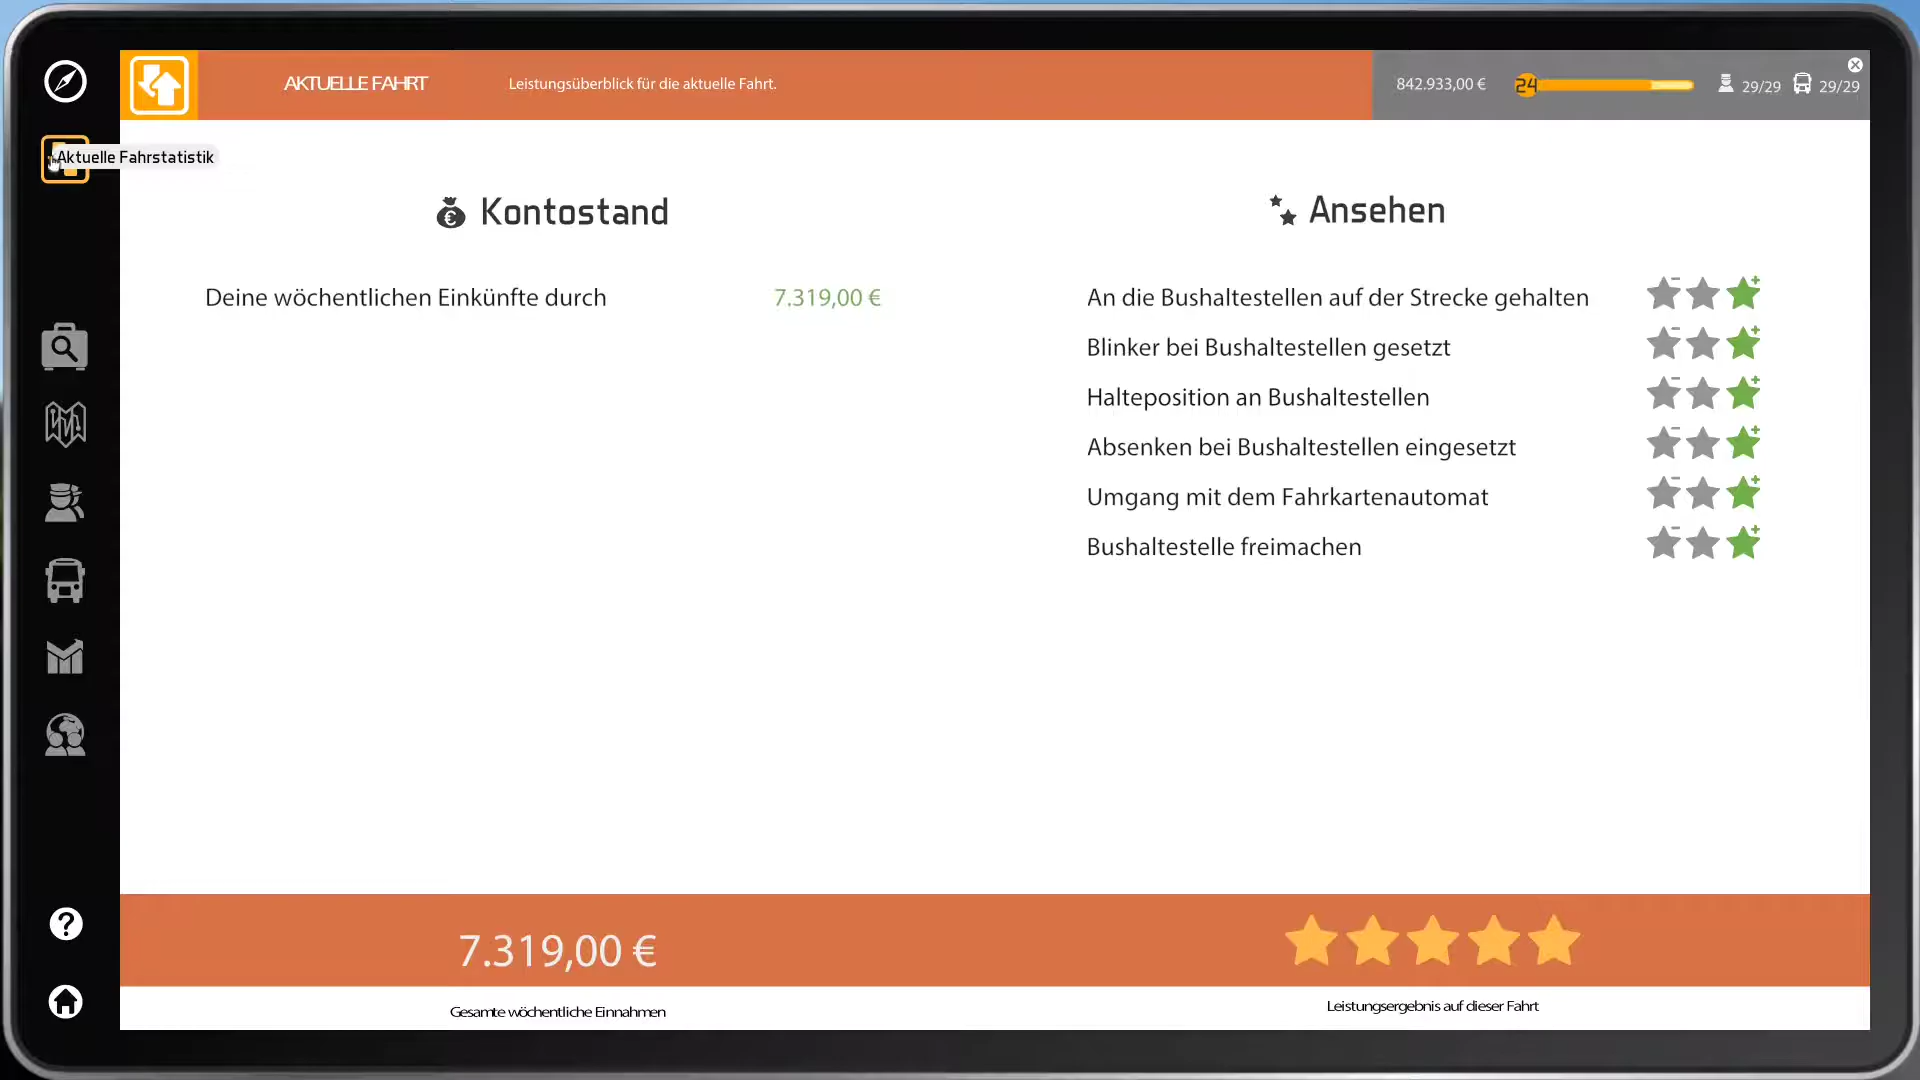 AKTUELLE FAHRT
Leistungsüberblick für die aktuelle Fahrt.
842.933,00 €
24
29/29
29/29
Aktuelle Fahrstatistik
Kontostand
Ansehen
Deine wöchentlichen Einkünfte durch
7.319,00 €
An die Bushaltestellen auf der Strecke gehalten
Blinker bei Bushaltestellen gesetzt
Halteposition an Bushaltestellen
Absenken bei Bushaltestellen eingesetzt
Umgang mit dem Fahrkartenautomat
Bushaltestelle freimachen
7.319,00 €
Gesamte wöchentliche Einnahmen
Leistungsergebnis auf dieser Fahrt